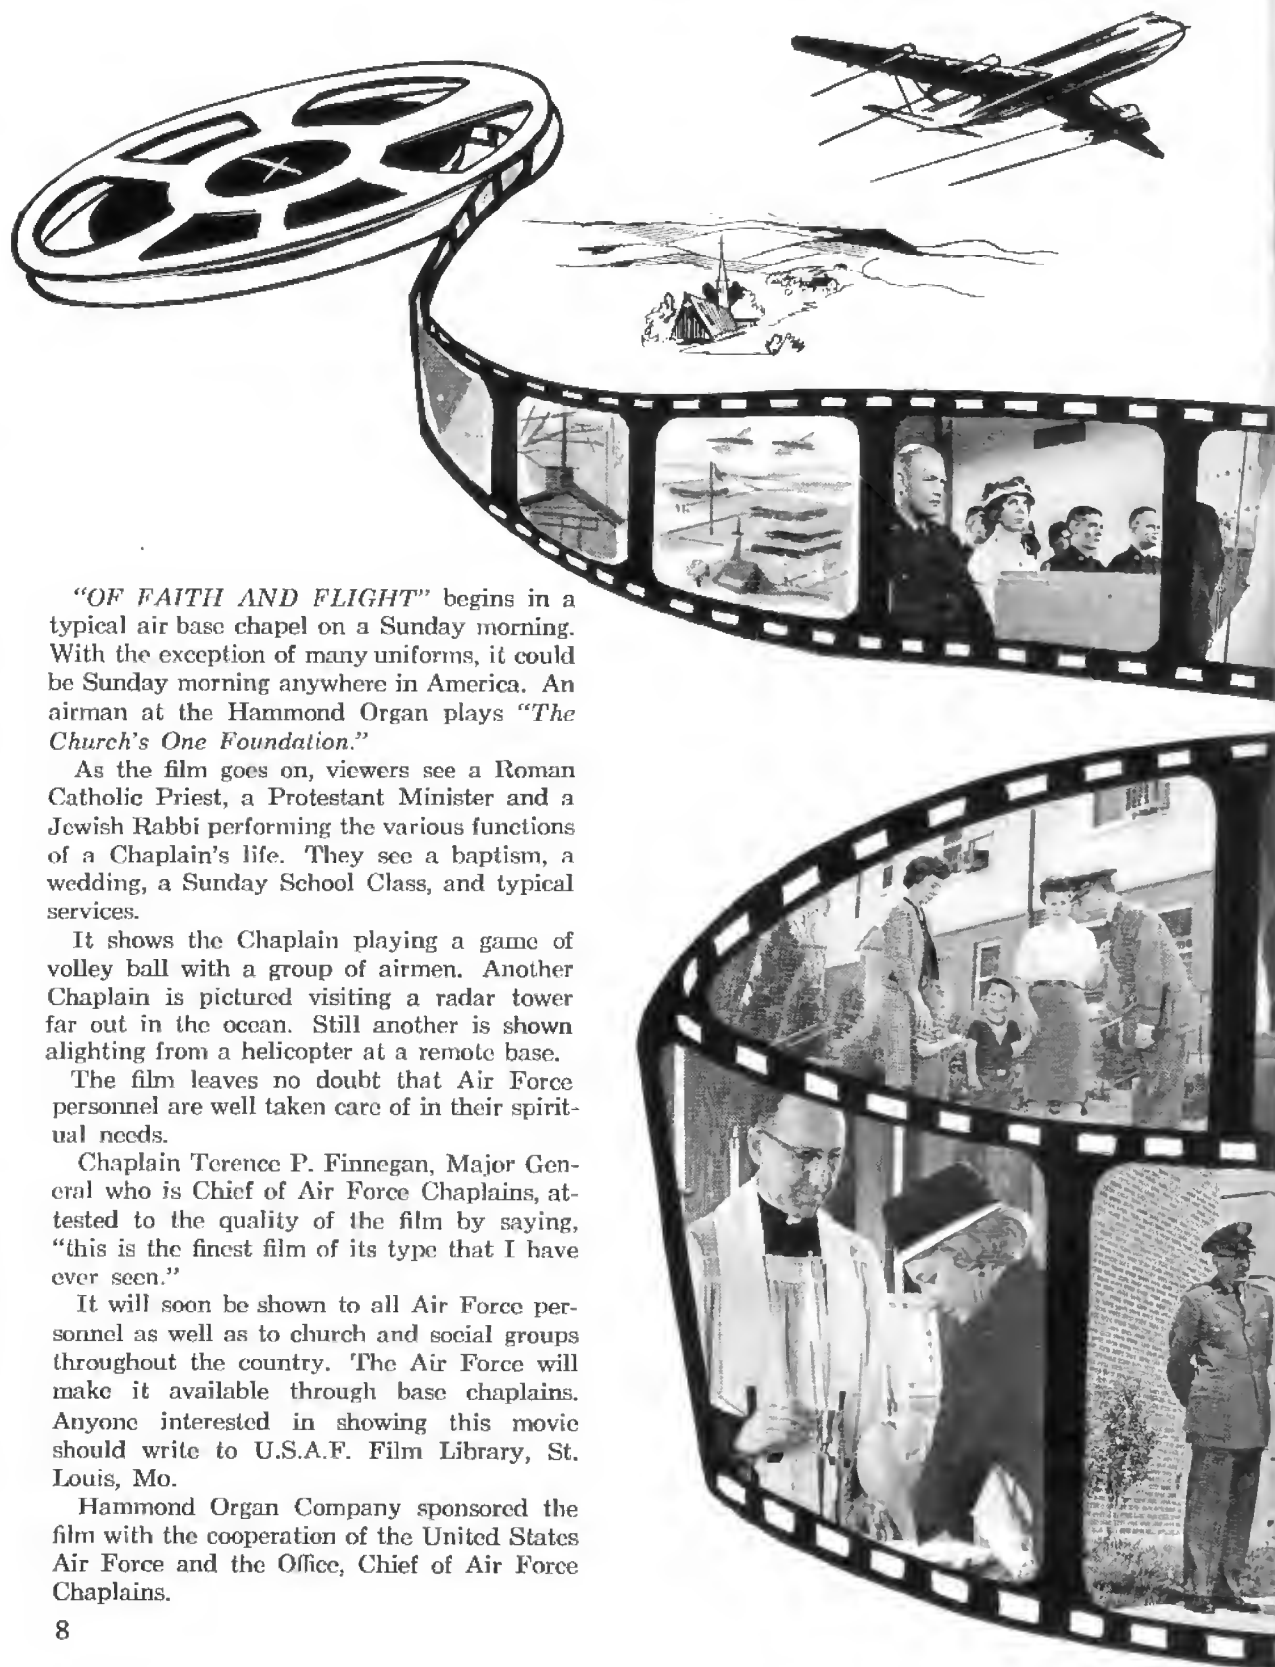 “OF FAITH AND FLIGHT” begins in a
typical air base chapel on a Sunday morning.
With the exception of many uniforms, it could
be Sunday morning anywhere in America. An
airman at the Hammond Organ plays “The
Church’s One Foundation.”
As the film goes on, viewers see a Roman
Catholic Priest, a Protestant Minister and a
Jewish Rabbi performing the various functions
of a Chaplain’s life. They see a baptism, a
wedding, a Sunday School Class, and typical
services.
It shows the Chaplain playing a game of
volley ball with a group of airmen. Another
Chaplain is pictured visiting a radar tower
far out in the ocean. Still another is shown
alighting from a helicopter at a remote base.
The film leaves no doubt that Air Force
personnel are well taken care of in their spirit-
ual needs.
Chaplain Terence P. Finnegan, Major Gen-
eral who is Chief of Air Force Chaplains, at-
tested to the quality of the film by saying,
“this is the finest film of its type that I have
ever seen.”
It will soon be shown to all Air Force per-
sonnel as well as to church and social groups
throughout the country. The Air Force will
make it available through base chaplains.
Anyone interested in showing this movie
should write to U.S.A.F. Film Library, St.
Louis, Mo.
Hammond Organ Company sponsored the
film with the cooperation of the United States
Air Force and the Office, Chief of Air Force
Chaplains.
8